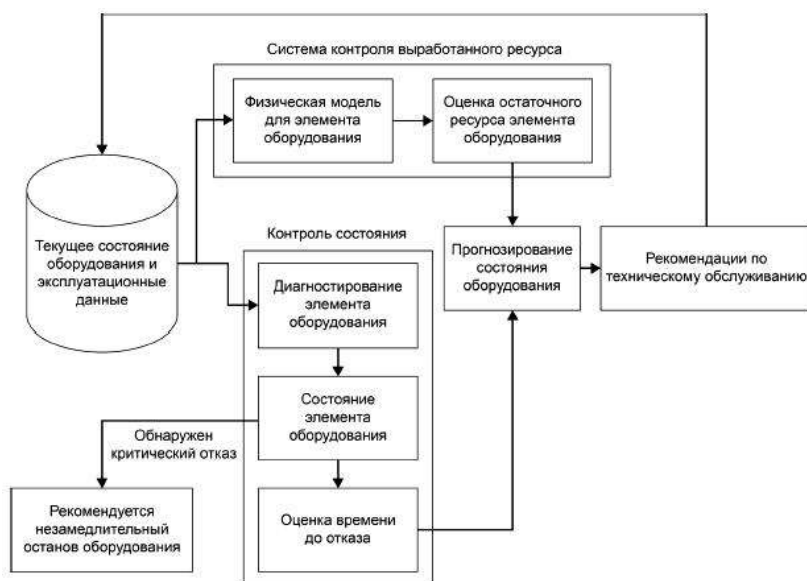 Система контроля выработанного ресурса
Физическая модель
для элемента
оборудования
Оценка остаточного
ресурса элемента
оборудования
Текущее состояние
оборудования и
эксплуатационные
данные
Контроль состояния
Диагностирование
элемента
оборудования
Прогнозирование
состояния
оборудования
Рекомендации по
техническому обслуживанию
Состояние
элемента
оборудования
Обнаружен
критический отказ
Рекомендуется
незамедлительный
останов оборудования
Оценка времени
до отказа